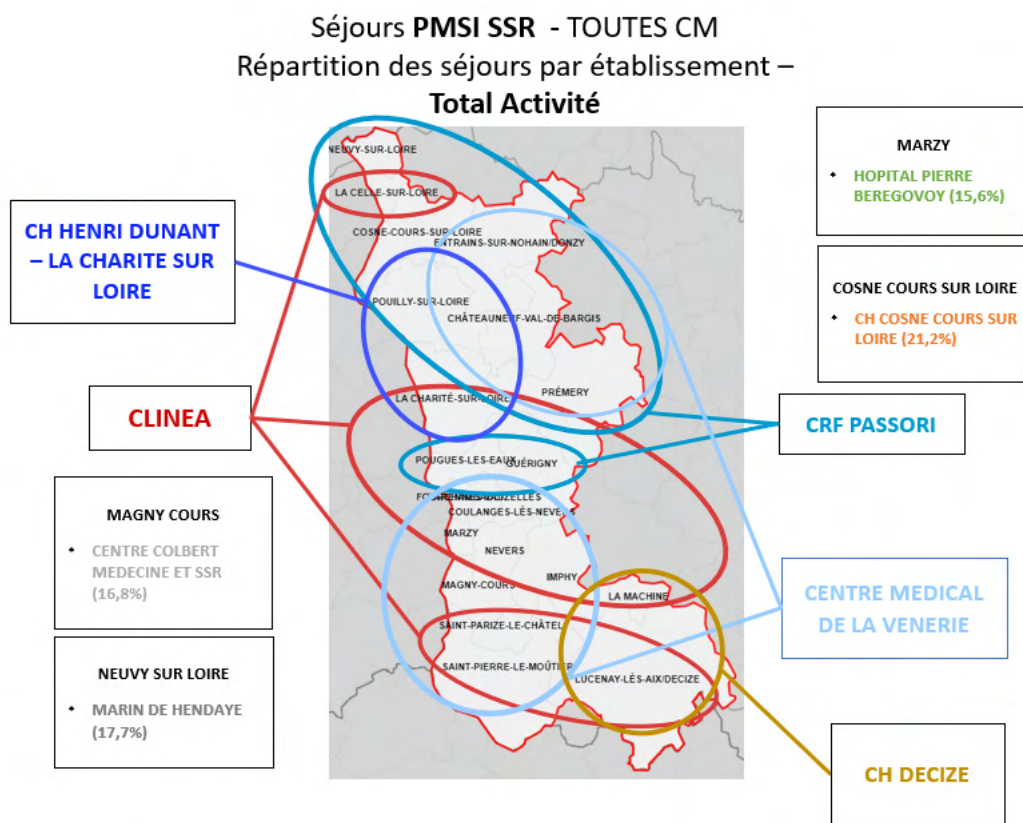 Séjours PMSI SSR - TOUTES CM
Répartition des séjours par établissement –
Total Activité
NEUVY-SUR-LOIRE
LA CELLE-SUR-LOIRE
COSNE-COURS-SUR-LOIRE
ENTRAINS-SUR-NOHAIN/DONZY
POUILLY-SUR-LOIRE
CHÂTEAUNEUF-VAL-DE-BARGIS
LA CHARITÉ-SUR-LOIRE
PRÉMERY
POUGUES-LES-EAUX
GUÉRIGNY
COULANGES-LÈS-NEVERS
MARZY
NEVERS
IMPHY
MAGNY-COURS
LA MACHINE
SAINT-PARIZE-LE-CHÂTEL
SAINT-PIERRE-LE-MOÛTIER
LUCENAY-LÈS-AIX/DECIZE
CH HENRI DUNANT
– LA CHARITE SUR
LOIRE
CLINEA
MAGNY COURS
CENTRE COLBERT
MEDECINE ET SSR
(16,8%)
NEUVY SUR LOIRE
MARIN DE HENDAYE
(17,7%)
MARZY
HOPITAL PIERRE
BEREGOVOY (15,6%)
COSNE COURS SUR LOIRE
CH COSNE COURS SUR
LOIRE (21,2%)
CRF PASSORI
CENTRE MEDICAL
DE LA VENERIE
CH DECIZE